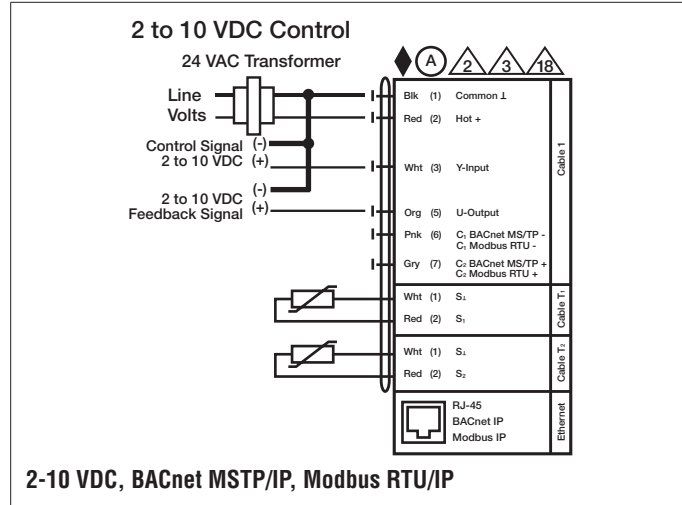 2 to 10 VDC Control
24 VAC Transformer
A 2 3 18
Line
Volts
Control Signal (-)
2 to 10 VDC (+)
(-)
2 to 10 VDC
Feedback Signal (+)
Blk (1) Common ⊥
Red (2) Hot +
Wht (3) Y-Input
Org (5) U-Output
Pnk (6) C₁ BACnet MS/TP -
C₁ Modbus RTU -
Gry (7) C₂ BACnet MS/TP +
C₂ Modbus RTU +
Cable 1
Wht (1) S⊥
Red (2) S₁
Cable T₁
Wht (1) S⊥
Red (2) S₂
Cable T₂
RJ-45
BACnet IP
Modbus IP
Ethernet
2-10 VDC, BACnet MSTP/IP, Modbus RTU/IP